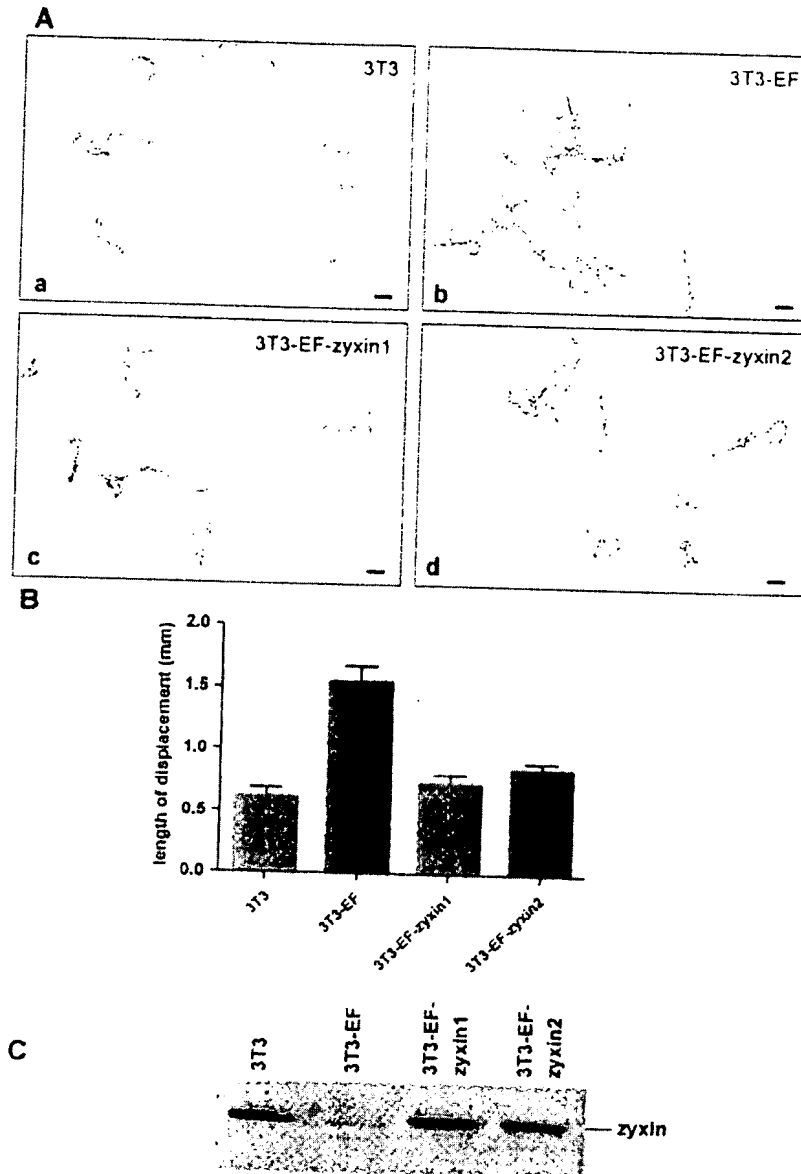 A
3T3
a
3T3-EF
b
3T3-EF-zyxin1
c
3T3-EF-zyxin2
d
B
length of displacement (mm)
2.0
1.5
1.0
0.5
0.0
3T3
3T3-EF
3T3-EF-zyxin1
3T3-EF-zyxin2
C
3T3
3T3-EF
3T3-EF-
zyxin1
3T3-EF-
zyxin2
zyxin